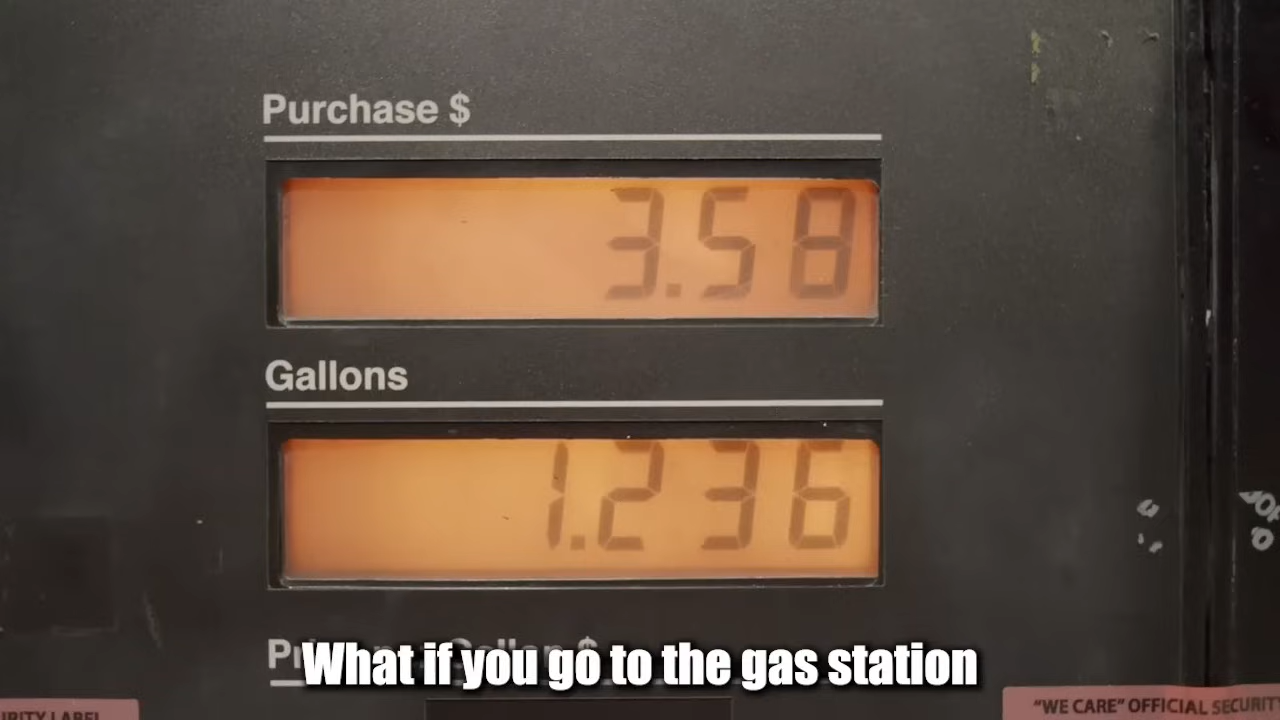 Purchase $
3.58
Gallons
1.236
What if you go to the gas station
"WE CARE" OFFICIAL SECURIT